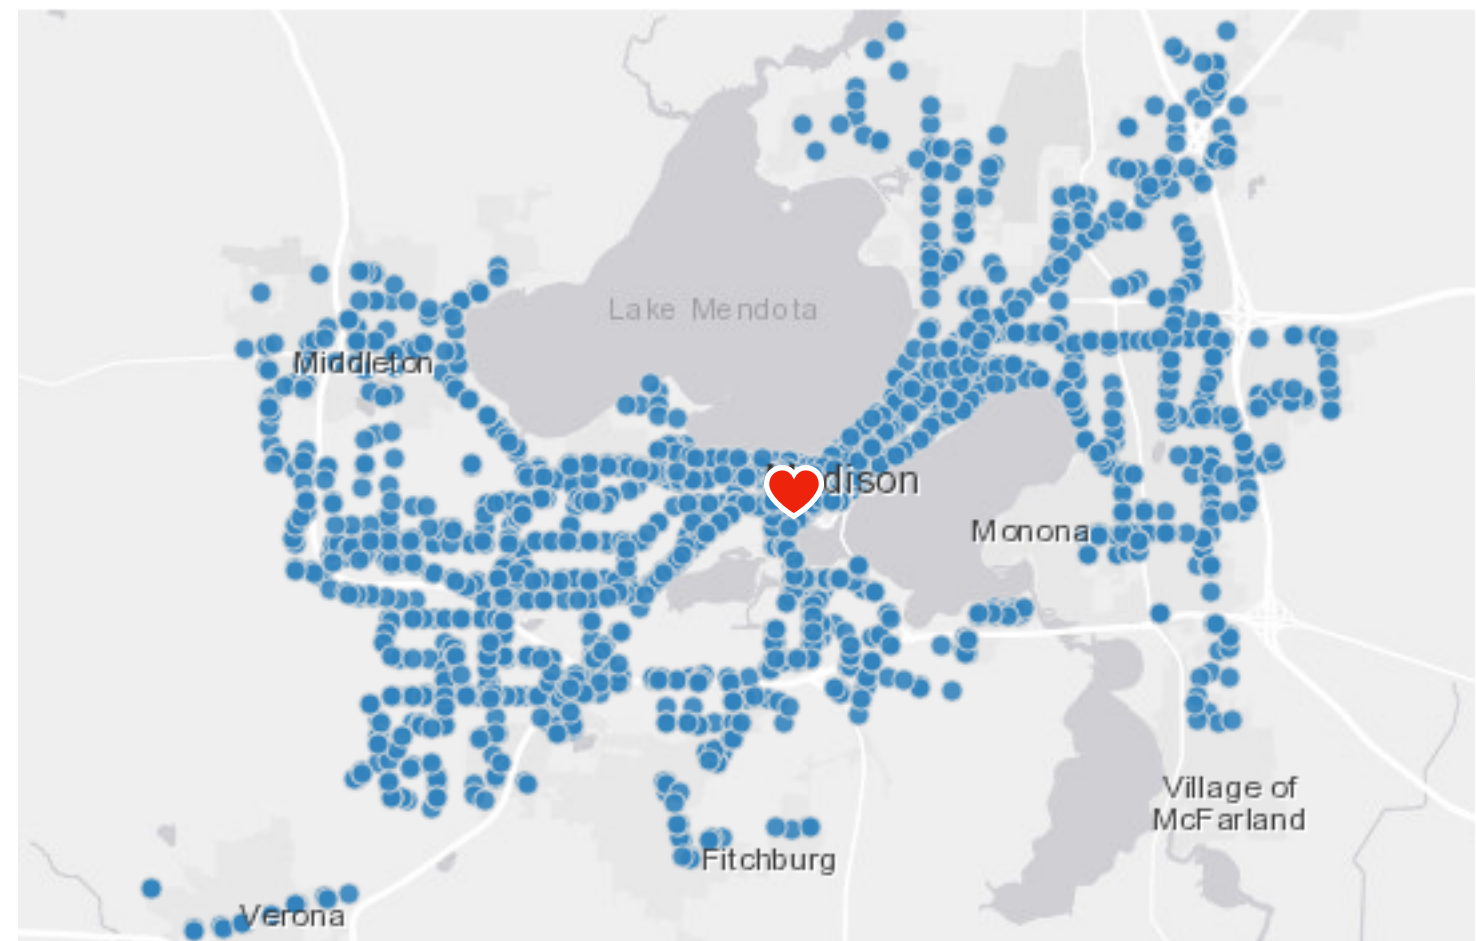 Lake Mendota
Middleton
dison
Monona
Village of
McFarland
Fitchburg
Verona